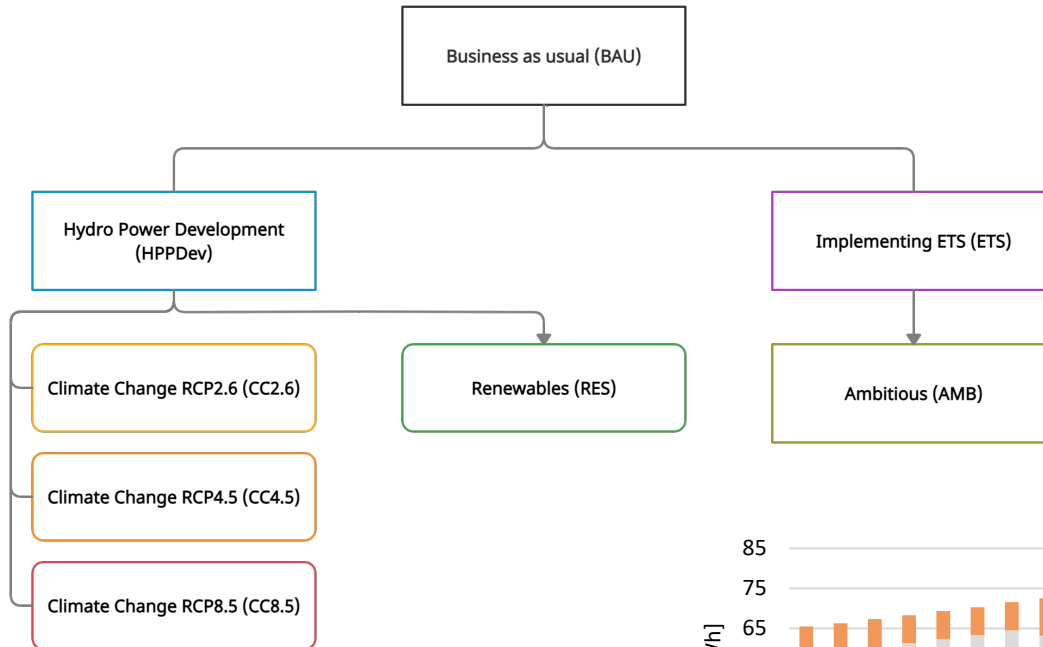 Business as usual (BAU)
Hydro Power Development
(HPPDev)
Implementing ETS (ETS)
Climate Change RCP2.6 (CC2.6)
Renewables (RES)
Ambitious (AMB)
Climate Change RCP4.5 (CC4.5)
Climate Change RCP8.5 (CC8.5)
85
75
65